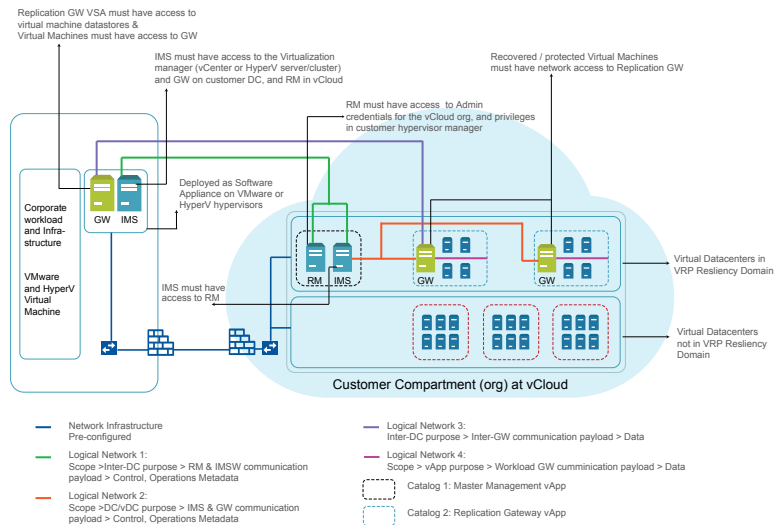 Replication GW VSA must have access to
virtual machine datastores &
Virtual Machines must have access to GW
IMS must have access to the Virtualization
manager (vCenter or HyperV server/cluster)
and GW on customer DC, and RM in vCloud
Recovered / protected Virtual Machines
must have network access to Replication GW
RM must have access to Admin
credentials for the vCloud org, and privileges
in customer hypervisor manager
Deployed as Software
Appliance on VMware or
HyperV hypervisors
GW IMS
Corporate
workload
and Infra-
structure
VMware
and HyperV
Virtual
Machine
RM IMS
GW
GW
Virtual Datacenters in
VRP Resliency Domain
IMS must have
access to RM
Virtual Datacenters
not in VRP Resliency
Domain
Customer Compartment (org) at vCloud
Network Infrastructure
Pre-configured
Logical Network 1:
Scope >Inter-DC purpose > RM & IMSW communication
payload > Control, Operations Metadata
Logical Network 2:
Scope >DC/vDC purpose > IMS & GW communication
payload > Control, Operations Metadata
Logical Network 3:
Inter-DC purpose > Inter-GW communication payload > Data
Logical Network 4:
Scope > vApp purpose > Workload GW cumminication payload > Data
Catalog 1: Master Management vApp
Catalog 2: Replication Gateway vApp